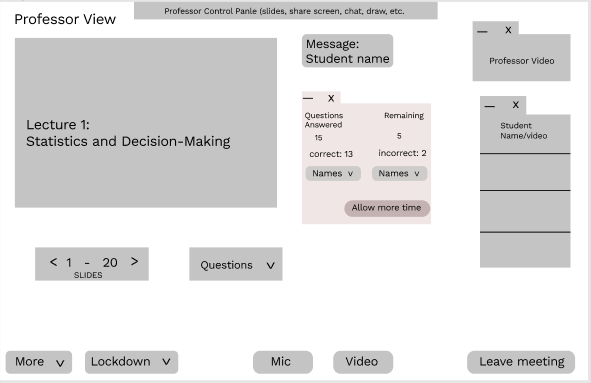 Professor Control Panle (slides, share screen, chat, draw, etc.
Professor View
Lecture 1:
Statistics and Decision-Making
Message:
Student name
— X
Professor Video
— X
Questions
Answered
Remaining
15
5
correct: 13
incorrect: 2
Names v
Names v
Allow more time
— X
Student
Name/video
< 1 - 20 >
SLIDES
Questions v
More v
Lockdown v
Mic
Video
Leave meeting